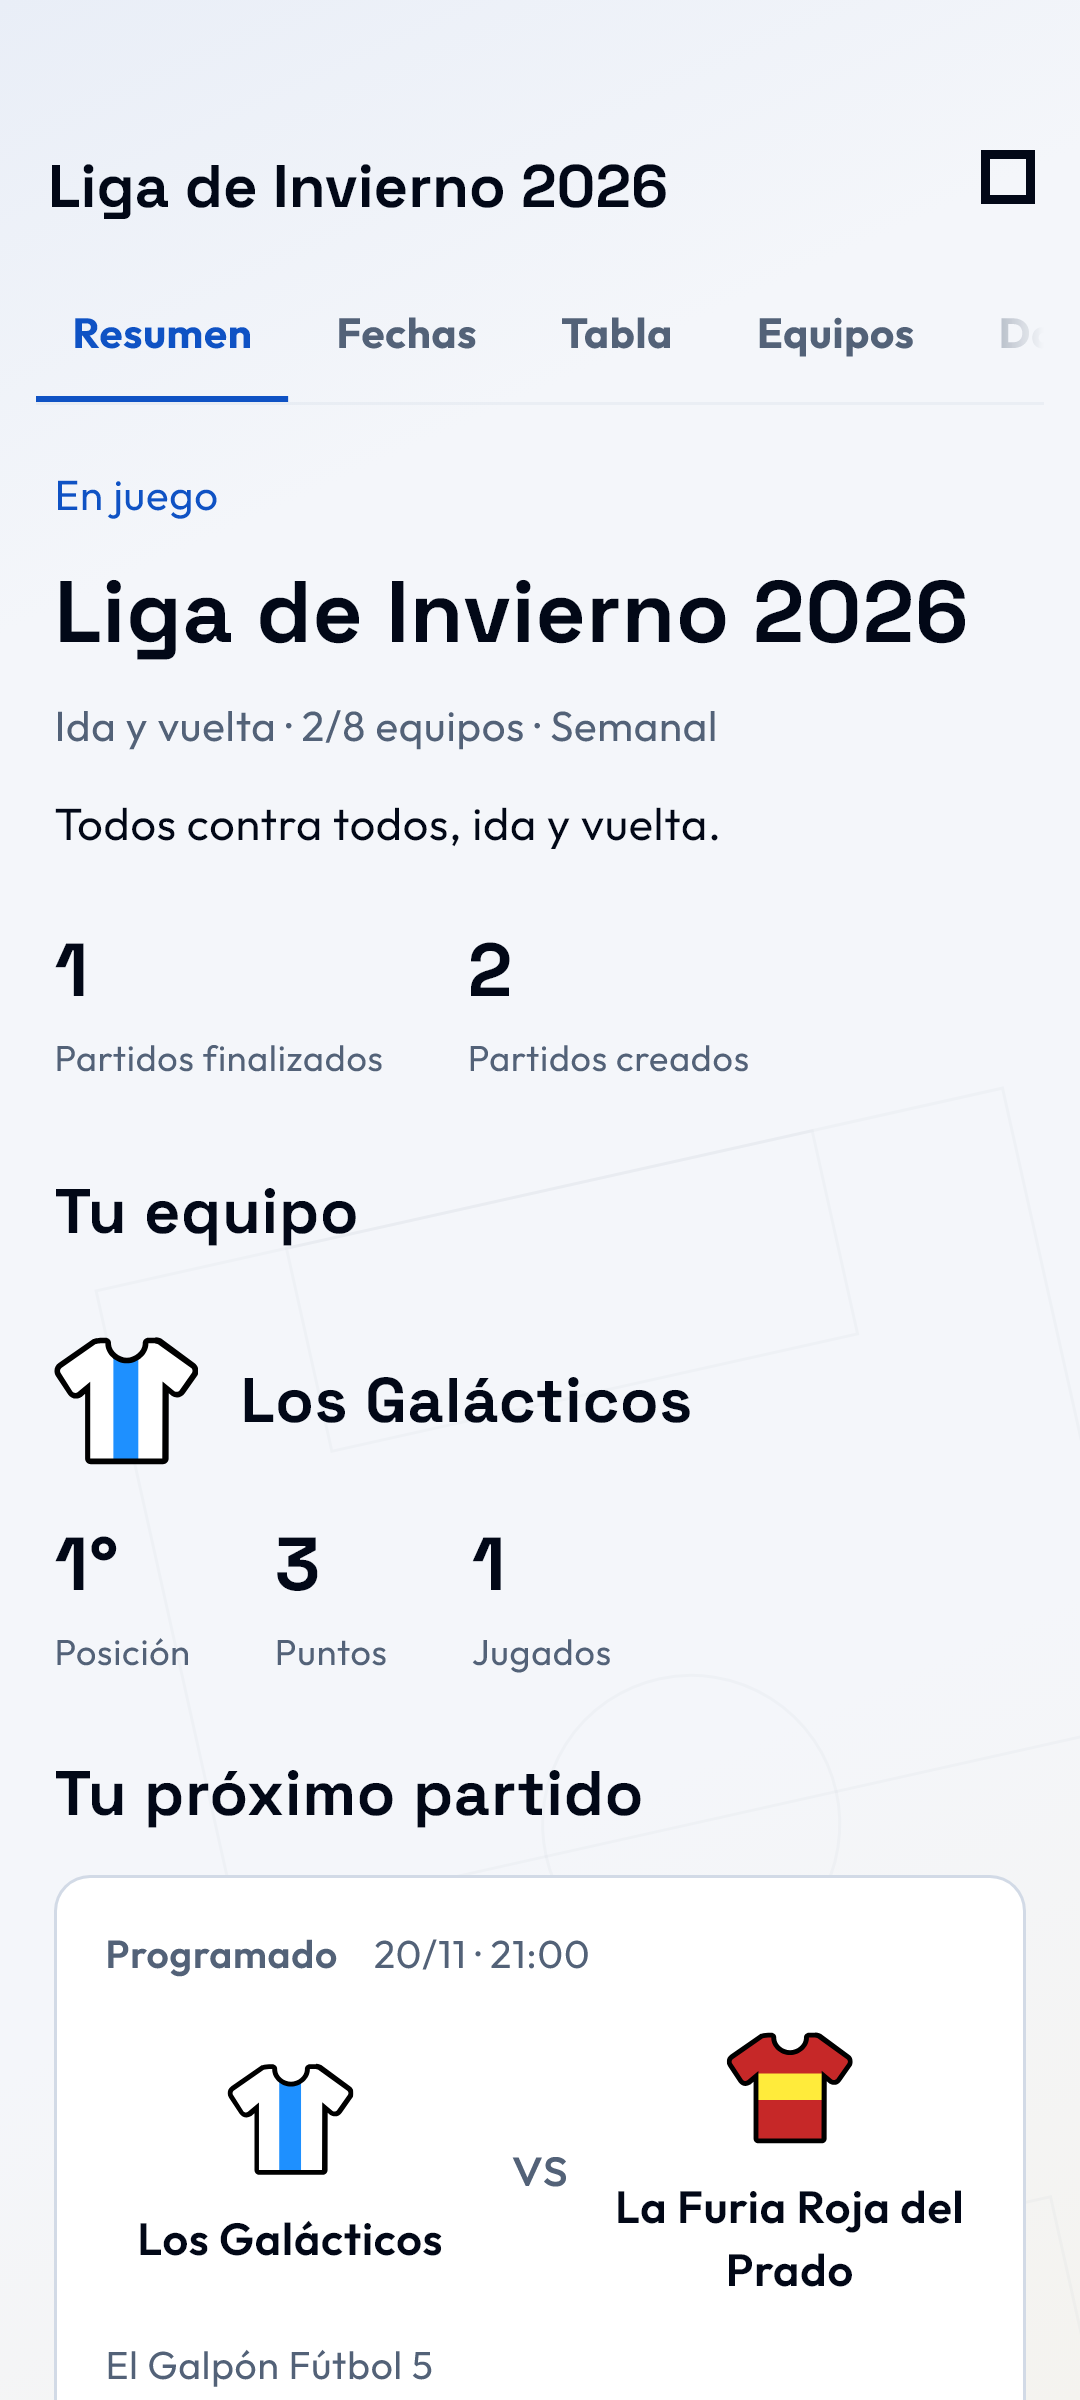 Liga de Invierno 2026
Resumen Fechas Tabla Equipos
En juego
Liga de Invierno 2026
Ida y vuelta · 2/8 equipos · Semanal
Todos contra todos, ida y vuelta.
1 2
Partidos finalizados Partidos creados
Tu equipo
Los Galácticos
1° 3 1
Posición Puntos Jugados
Tu próximo partido
Programado 20/11 · 21:00
vs
Los Galácticos
La Furia Roja del
Prado
El Galpón Fútbol 5